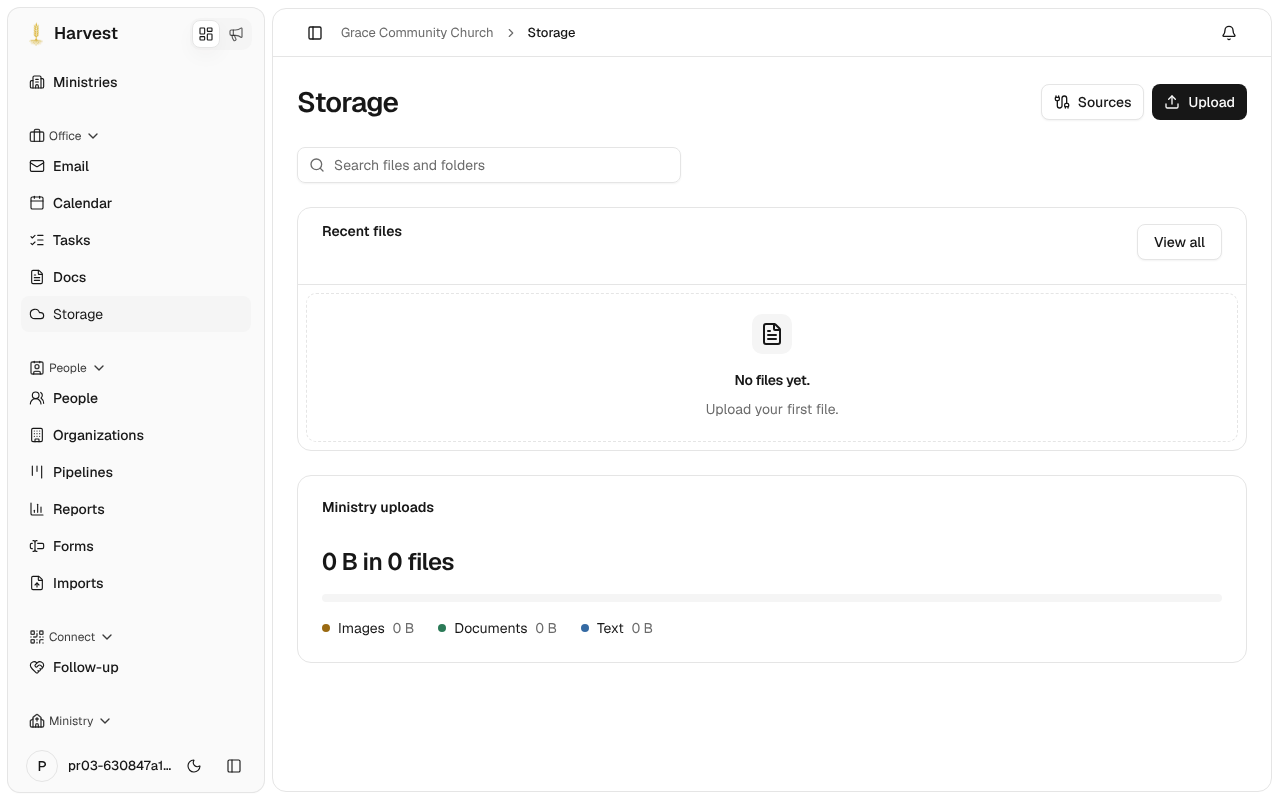 Harvest
Ministries
Office
Email
Calendar
Tasks
Docs
Storage
People
People
Organizations
Pipelines
Reports
Forms
Imports
Connect
Follow-up
Ministry
P
pr03-630847a1...
Grace Community Church > Storage
Storage
Sources
Upload
Search files and folders
Recent files
View all
No files yet.
Upload your first file.
Ministry uploads
0 B in 0 files
Images 0 B Documents 0 B Text 0 B